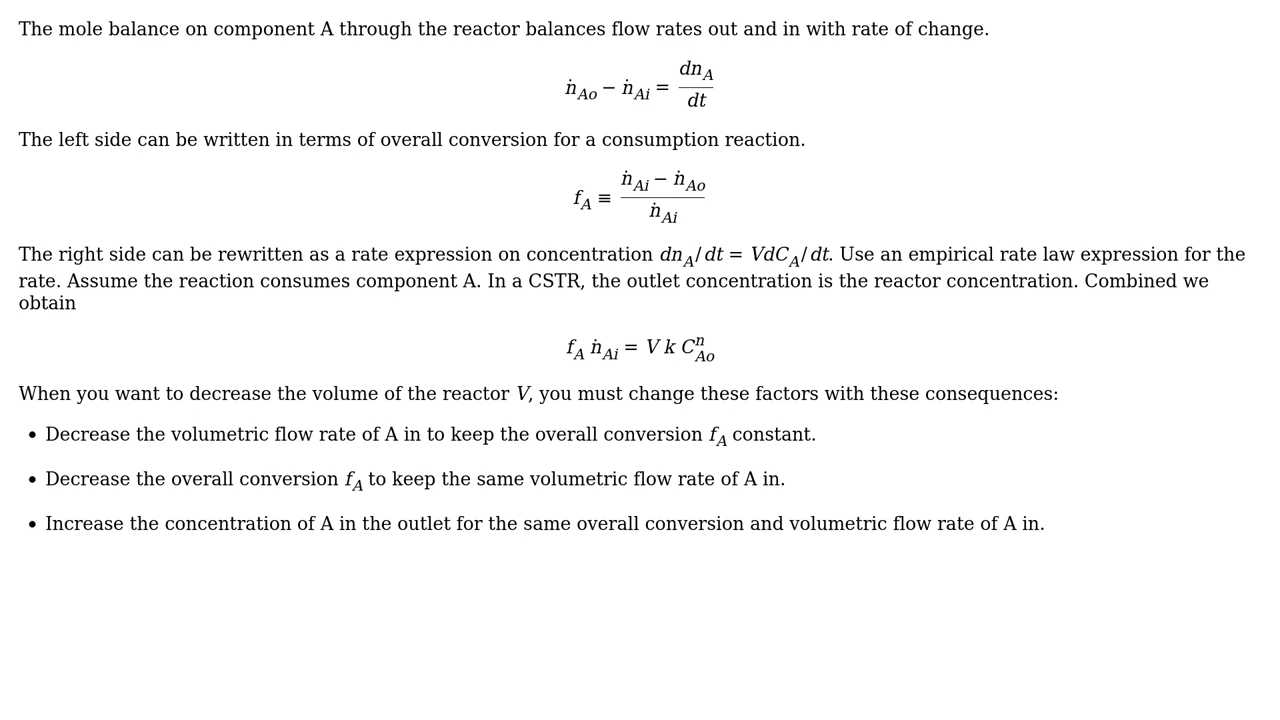 The mole balance on component A through the reactor balances flow rates out and in with rate of change.
ṅ_Ao − ṅ_Ai = dn_A / dt
The left side can be written in terms of overall conversion for a consumption reaction.
f_A ≡ (ṅ_Ai − ṅ_Ao) / ṅ_Ai
The right side can be rewritten as a rate expression on concentration dn_A/dt = VdC_A/dt. Use an empirical rate law expression for the
rate. Assume the reaction consumes component A. In a CSTR, the outlet concentration is the reactor concentration. Combined we
obtain
f_A ṅ_Ai = V k C_Ao^n
When you want to decrease the volume of the reactor V, you must change these factors with these consequences:
• Decrease the volumetric flow rate of A in to keep the overall conversion f_A constant.
• Decrease the overall conversion f_A to keep the same volumetric flow rate of A in.
• Increase the concentration of A in the outlet for the same overall conversion and volumetric flow rate of A in.